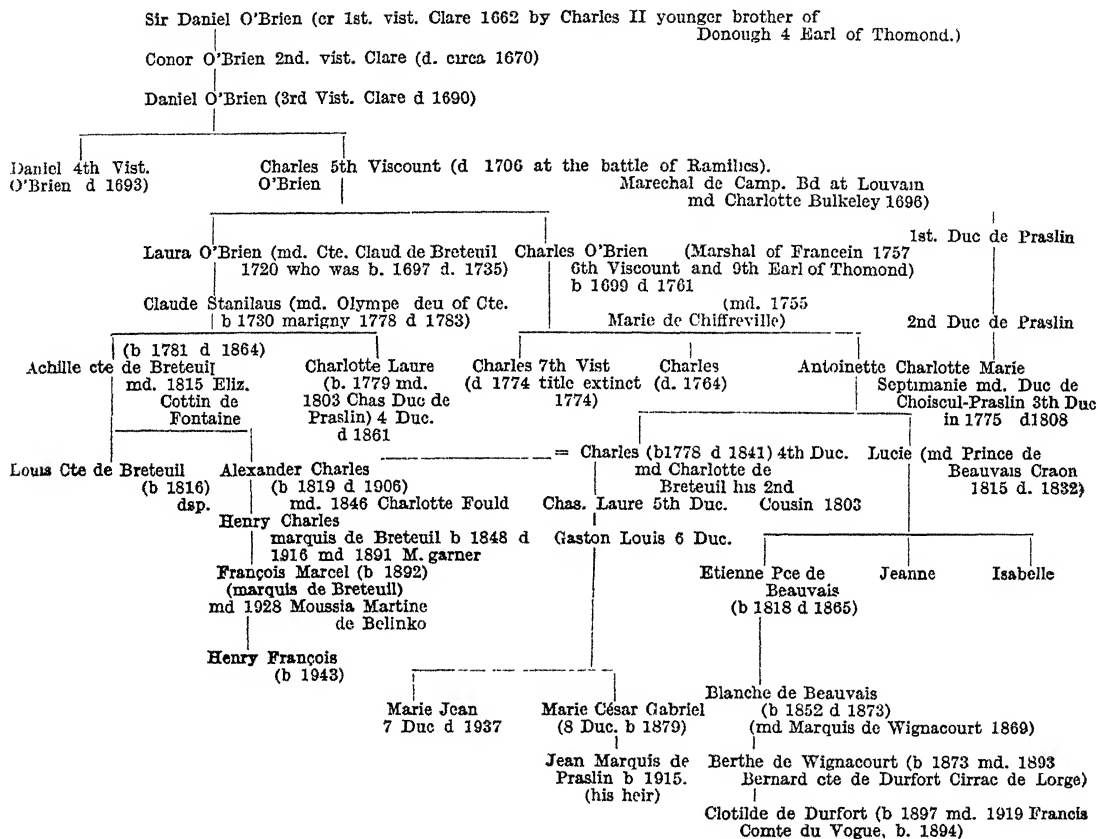 Sir Daniel O'Brien (cr 1st. vist. Clare 1662 by Charles II younger brother of
Donough 4 Earl of Thomond.)
Conor O'Brien 2nd. vist. Clare (d. circa 1670)
Daniel O'Brien (3rd Vist. Clare d 1690)
Daniel 4th Vist.
O'Brien d 1693)
Charles 5th Viscount (d 1706 at the battle of Ramilies).
O'Brien
Marechal de Camp. Bd at Louvain
md Charlotte Bulkeley 1696)
Laura O'Brien (md. Cte. Claud de Breteuil
1720 who was b. 1697 d. 1735)
Charles O'Brien (Marshal of Francein 1757
6th Viscount and 9th Earl of Thomond)
b 1699 d 1761
(md. 1755
Marie de Chiffreville)
1st. Duc de Praslin
Claude Stanilaus (md. Olympe deu of Cte.
b 1730 marigny 1778 d 1783)
2nd Duc de Praslin
(b 1781 d 1864)
Achille cte de Breteuil
md. 1815 Eliz.
Cottin de
Fontaine
Charlotte Laure
(b. 1779 md.
1803 Chas Duc de
Praslin) 4 Duc.
d 1861
Charles 7th Vist
(d 1774 title extinct
1774)
Charles
(d. 1764)
Antoinette Charlotte Marie
Septimanie md. Duc de
Choiscul-Praslin 3th Duc
in 1775 d1808
Louis Cte de Breteuil
(b 1816)
dsp.
Alexander Charles
(b 1819 d 1906)
md. 1846 Charlotte Fould
= Charles (b1778 d 1841) 4th Duc.
md Charlotte de
Breteuil his 2nd
Cousin 1803
Lucie (md Prince de
Beauvais Craon
1815 d. 1832)
Chas. Laure 5th Duc.
Henry Charles
marquis de Breteuil b 1848 d
1916 md 1891 M. garner
Gaston Louis 6 Duc.
François Marcel (b 1892)
(marquis de Breteuil)
md 1928 Moussia Martine
de Belinko
Etienne Pce de
Beauvais
(b 1818 d 1865)
Jeanne
Isabelle
Henry François
(b 1943)
Marie Jean
7 Duc d 1937
Marie César Gabriel
(8 Duc. b 1879)
Blanche de Beauvais
(b 1852 d 1873)
(md Marquis de Wignacourt 1869)
Jean Marquis de
Praslin b 1915.
(his heir)
Berthe de Wignacourt (b 1873 md. 1893
Bernard cte de Durfort Cirrac de Lorge)
Clotilde de Durfort (b 1897 md. 1919 Francis
Comte du Vogue, b. 1894)